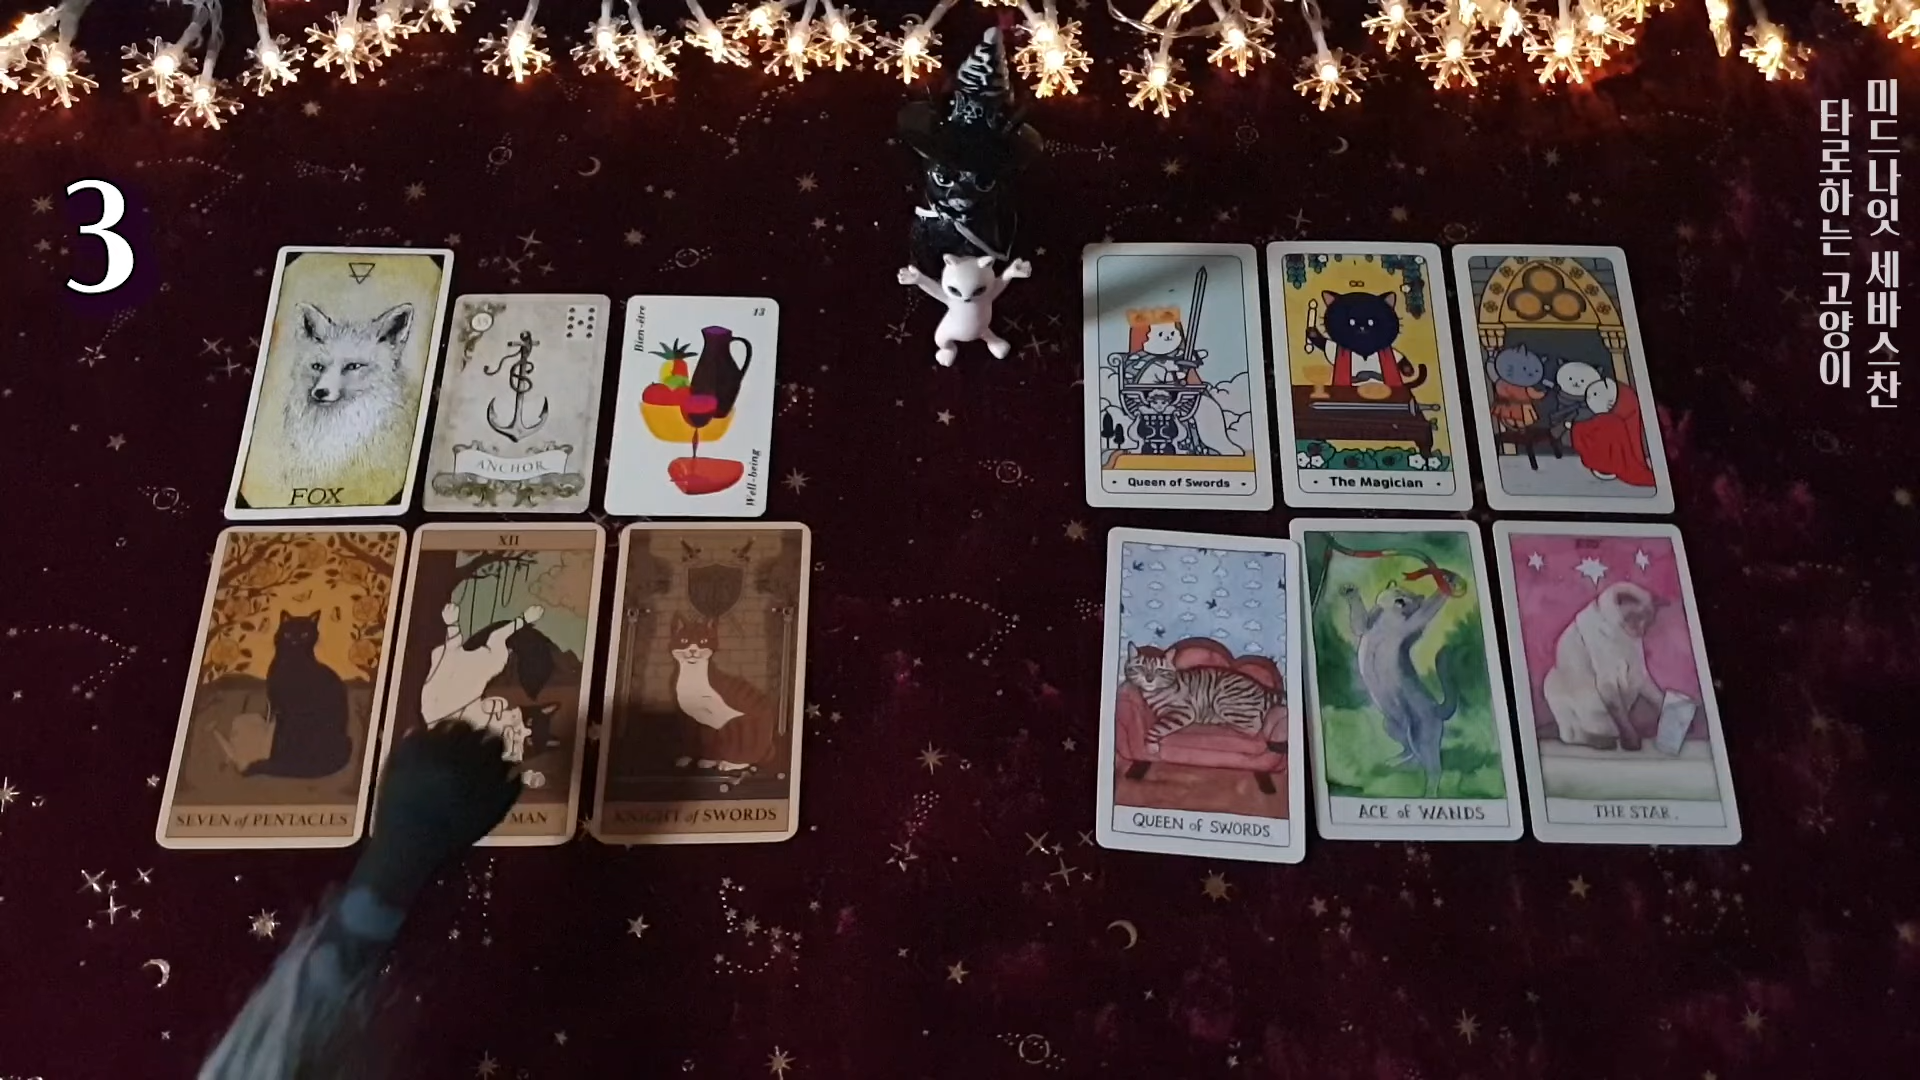 3
미드나잇 세바스찬
타로하는 고양이
FOX
ANCHOR
Bien-être
13
Well-being
Queen of Swords
The Magician
SEVEN of PENTACLES
XII
MAN
KNIGHT of SWORDS
QUEEN of SWORDS
ACE of WANDS
THE STAR.